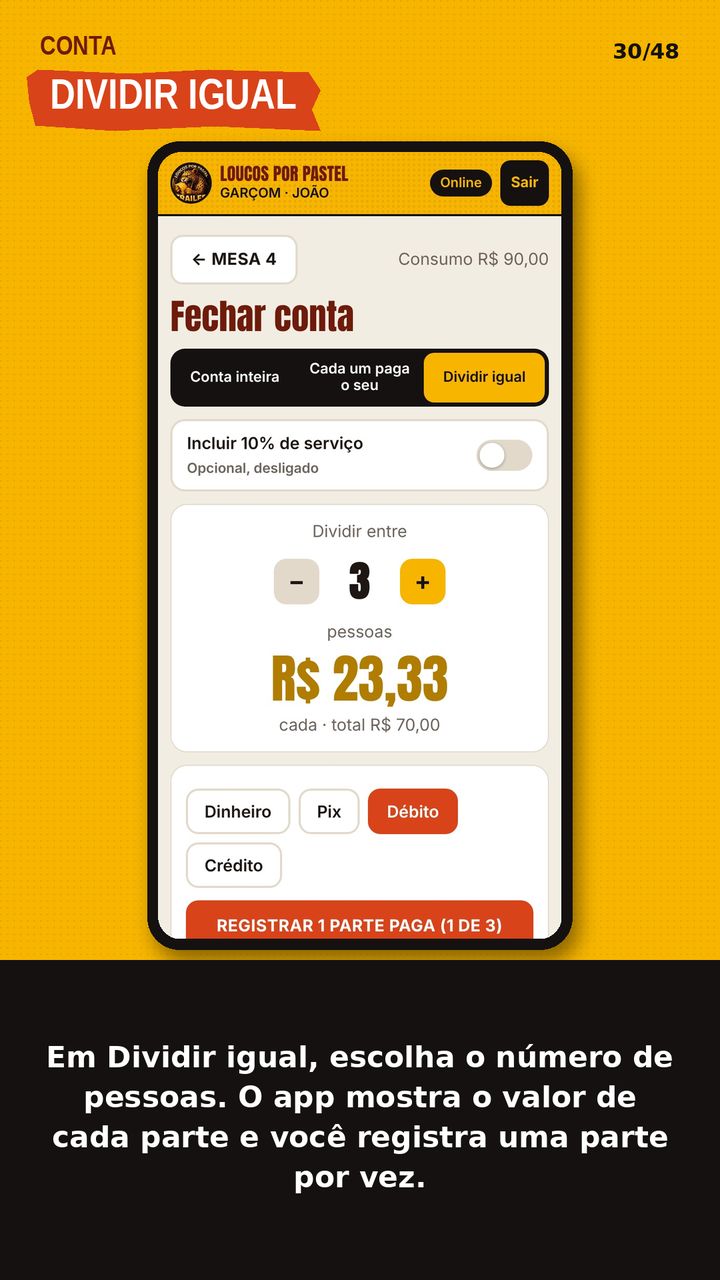 CONTA
30/48
DIVIDIR IGUAL
LOUCOS POR PASTEL
GARÇOM · JOÃO
Online
Sair
← MESA 4
Consumo R$ 90,00
Fechar conta
Conta inteira
Cada um paga
o seu
Dividir igual
Incluir 10% de serviço
Opcional, desligado
Dividir entre
−
3
+
pessoas
R$ 23,33
cada · total R$ 70,00
Dinheiro
Pix
Débito
Crédito
REGISTRAR 1 PARTE PAGA (1 DE 3)
Em Dividir igual, escolha o número de
pessoas. O app mostra o valor de
cada parte e você registra uma parte
por vez.